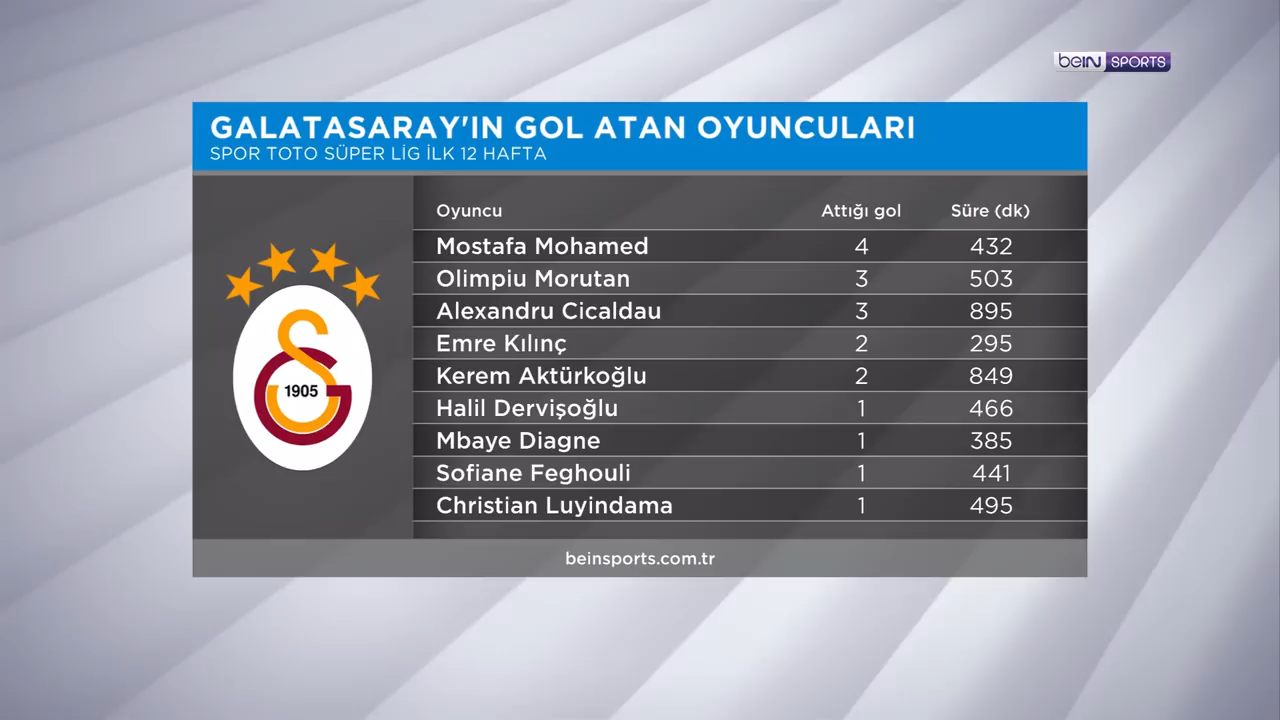 beIN SPORTS
GALATASARAY'IN GOL ATAN OYUNCULARI
SPOR TOTO SÜPER LİG İLK 12 HAFTA
Oyuncu Attığı gol Süre (dk)
Mostafa Mohamed 4 432
Olimpiu Morutan 3 503
Alexandru Cicaldau 3 895
Emre Kılınç 2 295
Kerem Aktürkoğlu 2 849
Halil Dervişoğlu 1 466
Mbaye Diagne 1 385
Sofiane Feghouli 1 441
Christian Luyindama 1 495
1905
beinsports.com.tr